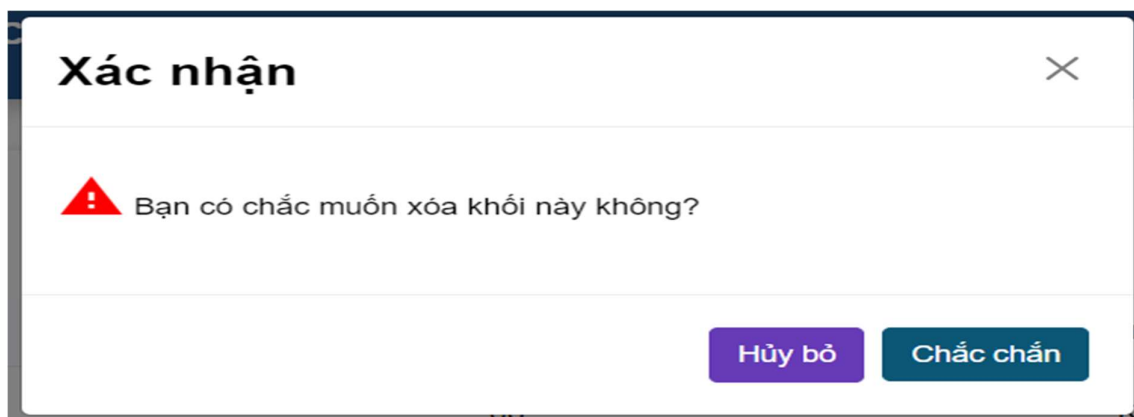 Xác nhận
Bạn có chắc muốn xóa khối này không?
Hủy bỏ
Chắc chắn